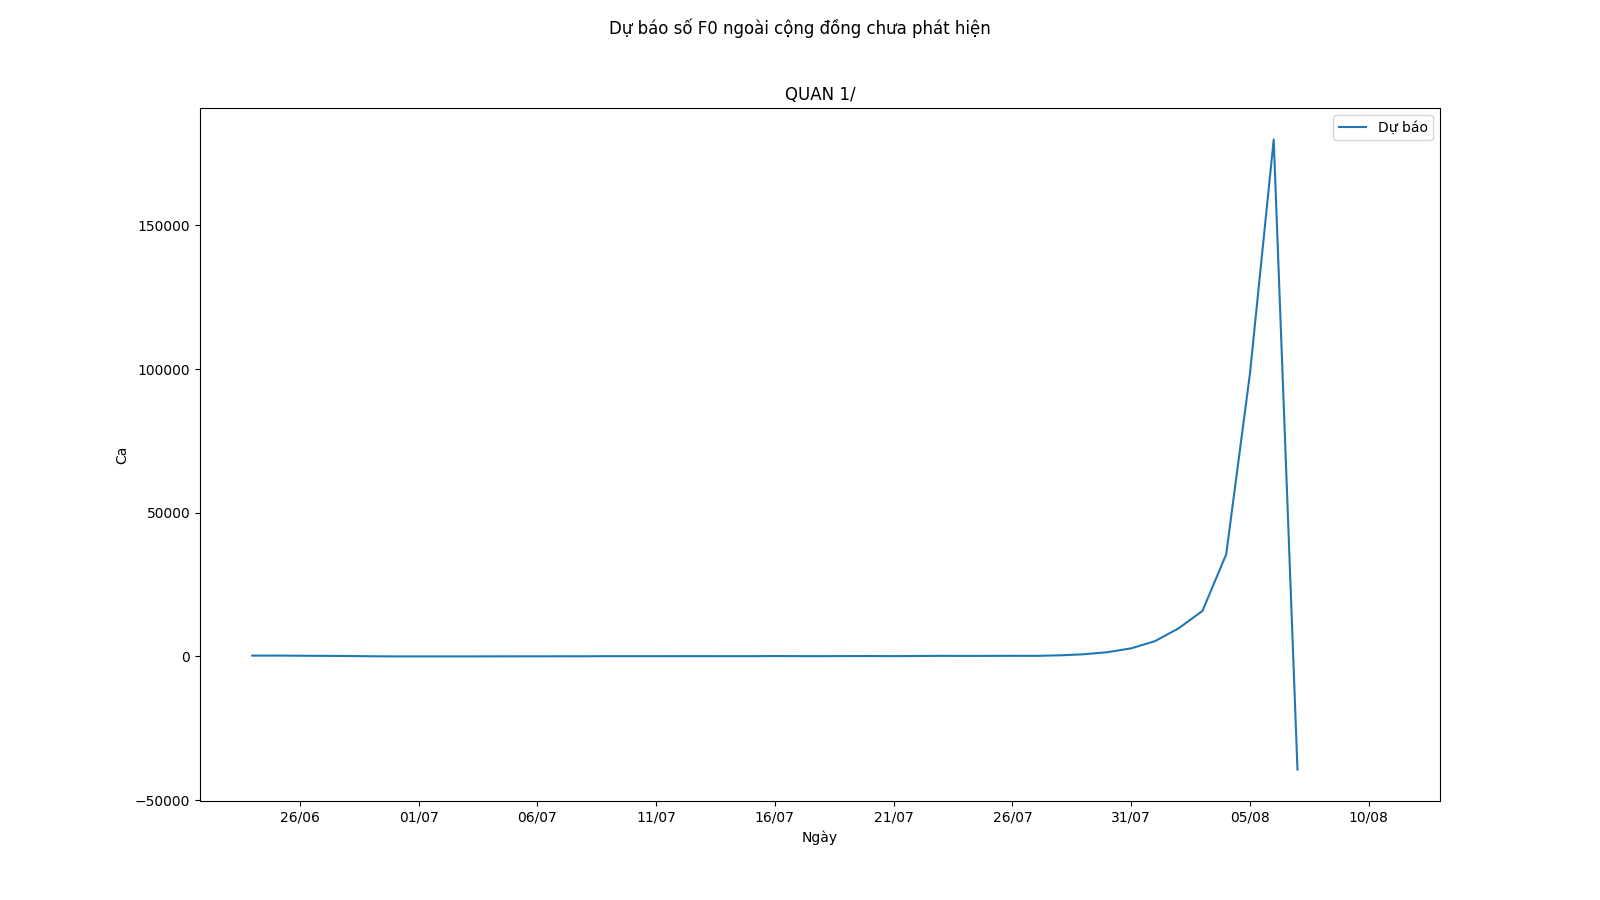 Dự báo số F0 ngoài cộng đồng chưa phát hiện
QUAN 1/
Dự báo
150000
100000
50000
0
−50000
Ca
26/06 01/07 06/07 11/07 16/07 21/07 26/07 31/07 05/08 10/08
Ngày